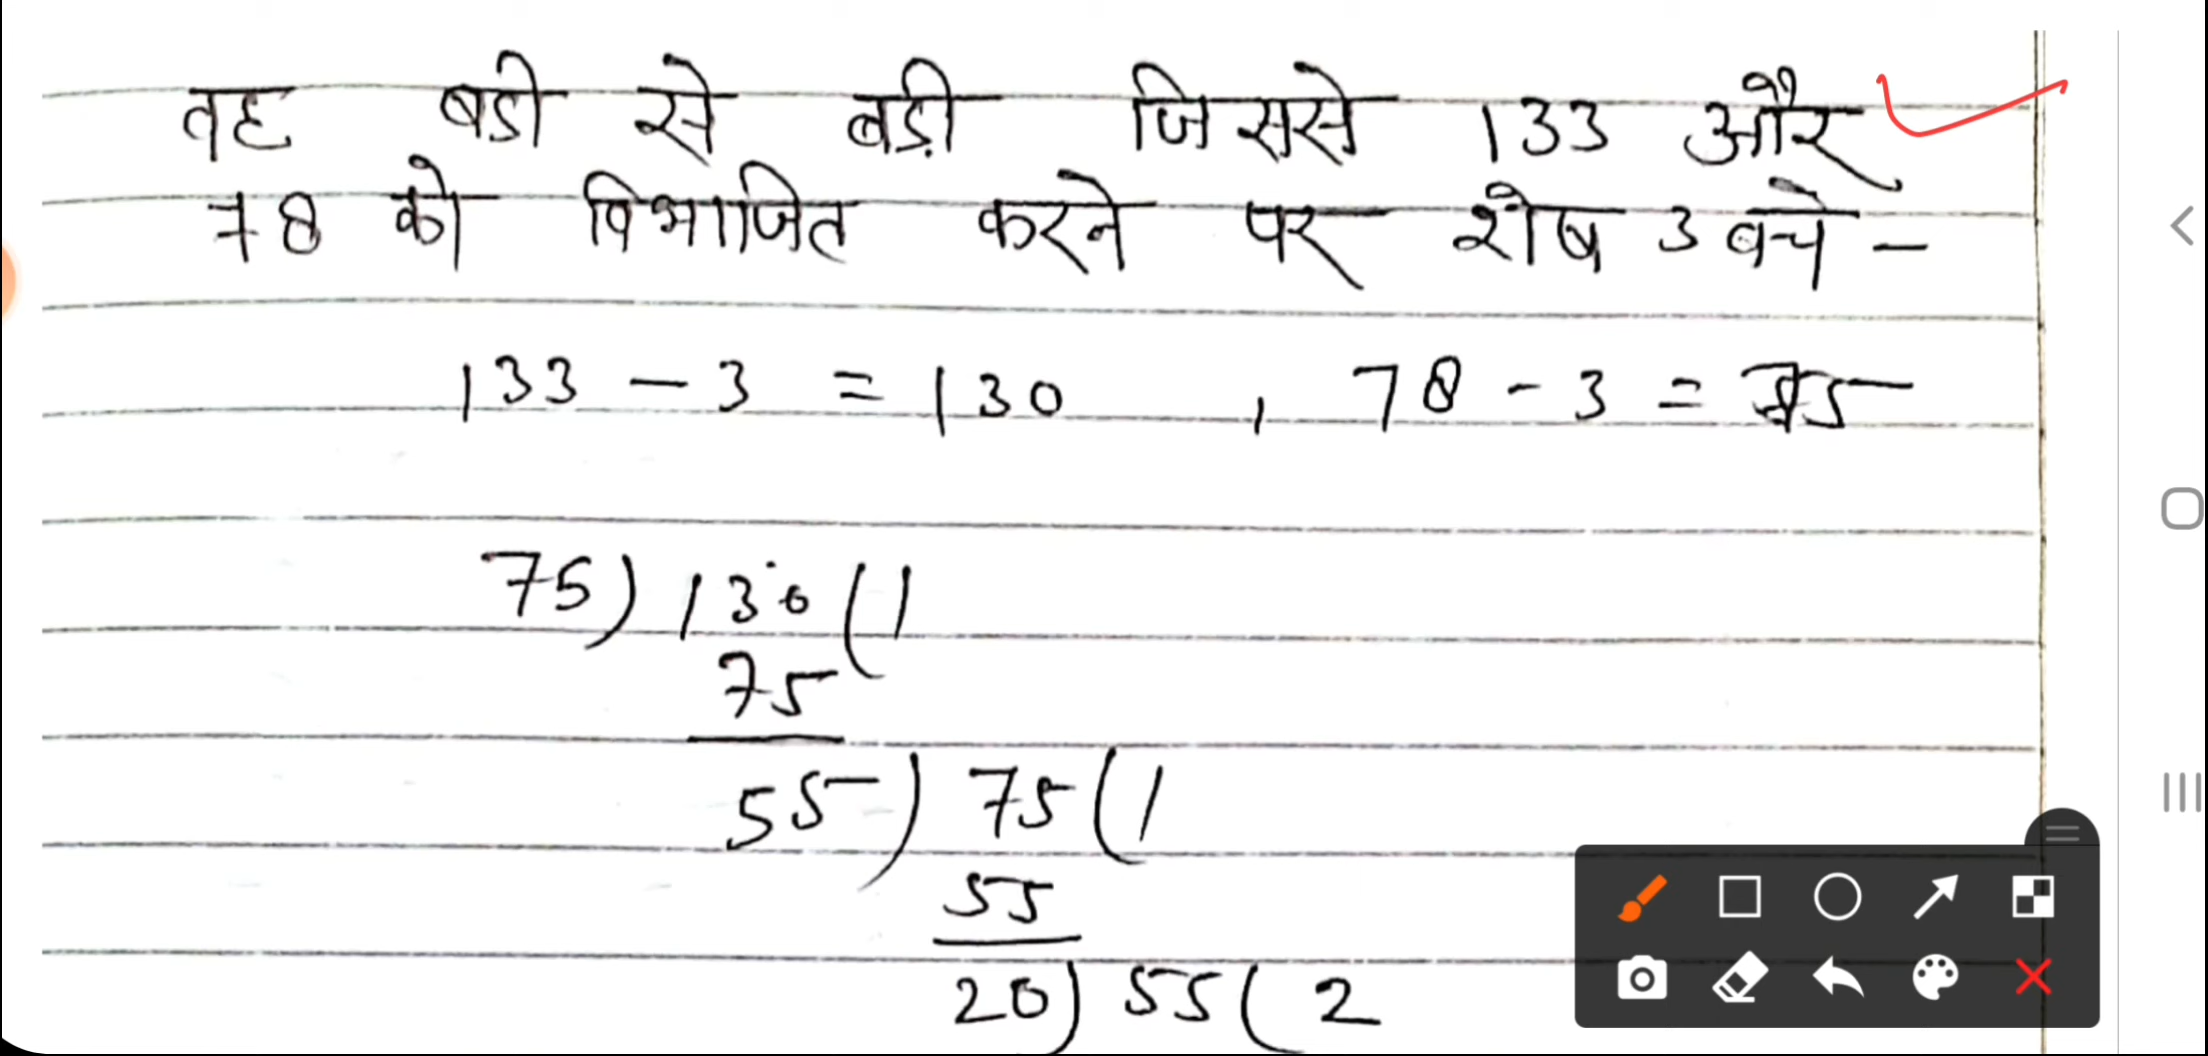 वह बडी से बड़ी जिससे 133 और
78 को विभाजित करने पर शेष 3 बचे -
133 - 3 = 130 , 78 - 3 = 75
75) 130 (1
75
55) 75 (1
55
20) 55 ( 2